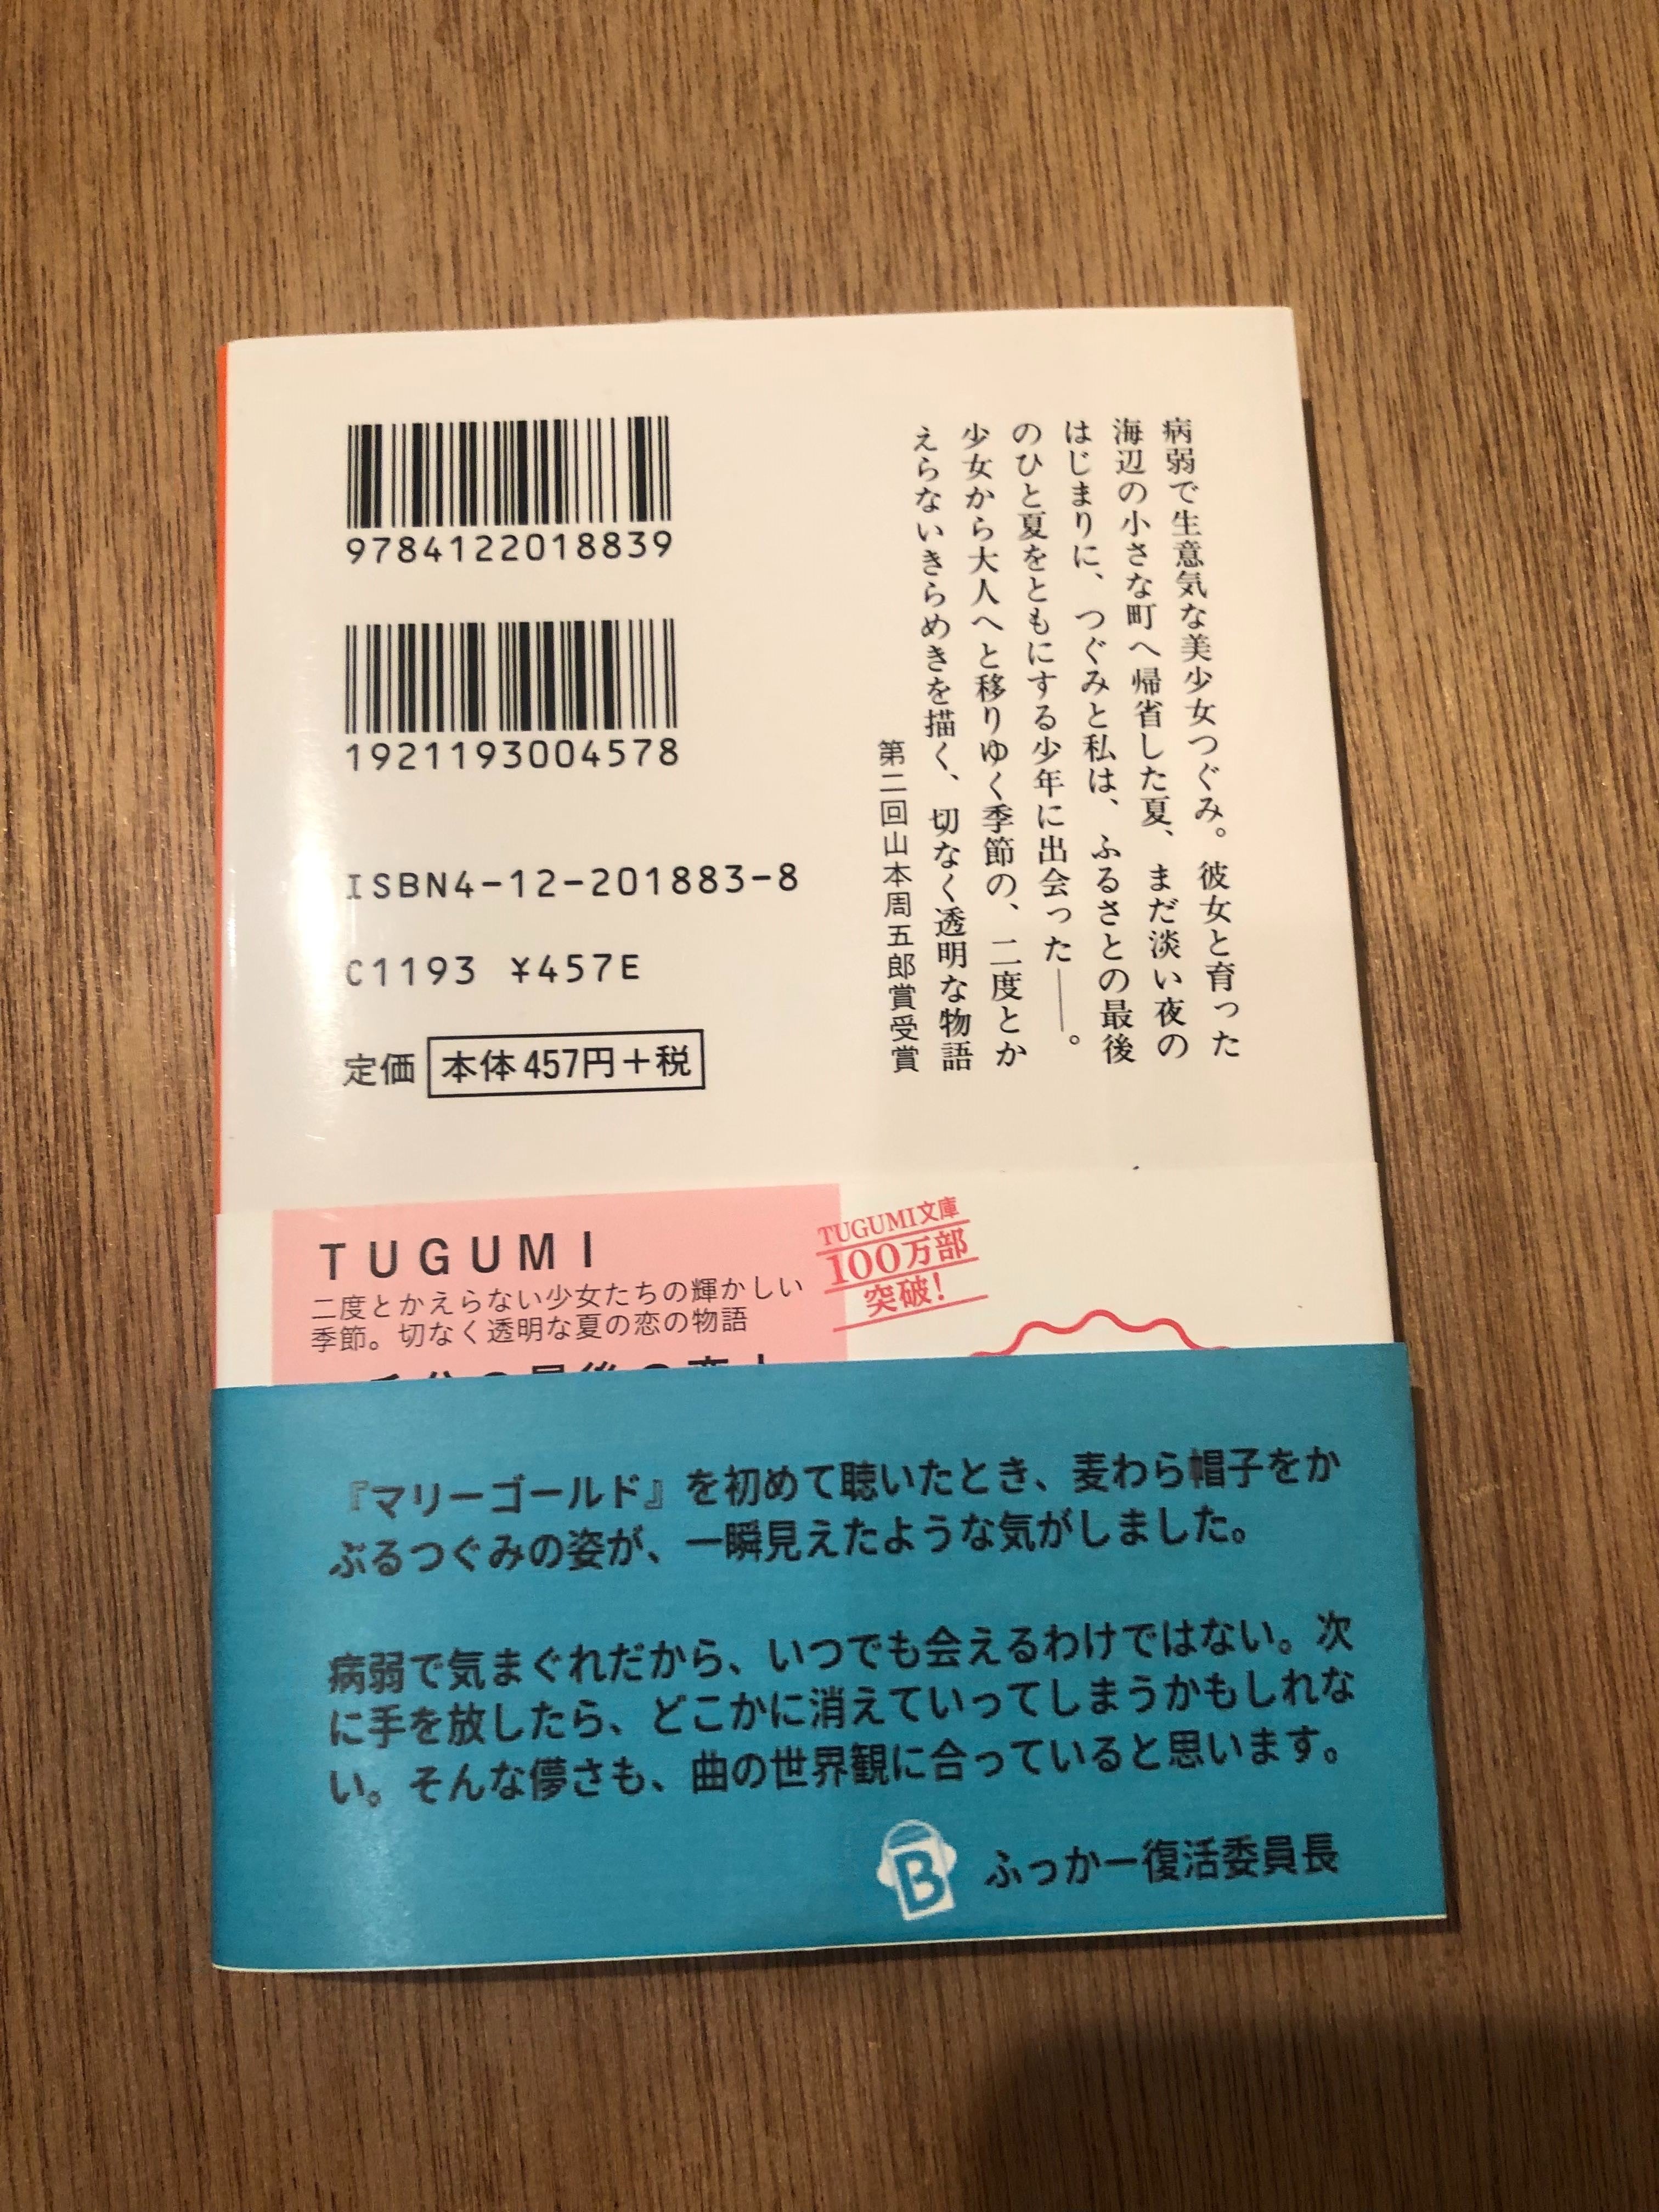 9784122018839
1921193004578
ISBN4-12-201883-8
C1193 ¥457E
定価 本体457円+税
病弱で生意気な美少女つぐみ。彼女と育った
海辺の小さな町へ帰省した夏、まだ淡い夜の
はじまりに、つぐみと私は、ふるさとの最後
のひと夏をともにする少年に出会った――。
少女から大人へと移りゆく季節の、二度とか
えらないきらめきを描く、切なく透明な物語
第二回山本周五郎賞受賞
TUGUMI
二度とかえらない少女たちの輝かしい
季節。切なく透明な夏の恋の物語
TUGUMI文庫
100万部
突破!
『マリーゴールド』を初めて聴いたとき、麦わら帽子をか
ぶるつぐみの姿が、一瞬見えたような気がしました。
病弱で気まぐれだから、いつでも会えるわけではない。次
に手を放したら、どこかに消えていってしまうかもしれな
い。そんな儚さも、曲の世界観に合っていると思います。
B ふっかー復活委員長